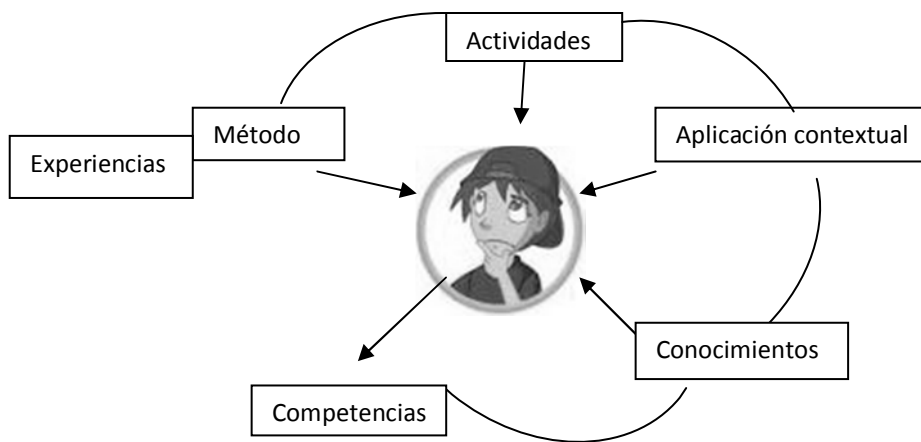 Actividades
Método
Aplicación contextual
Experiencias
Conocimientos
Competencias